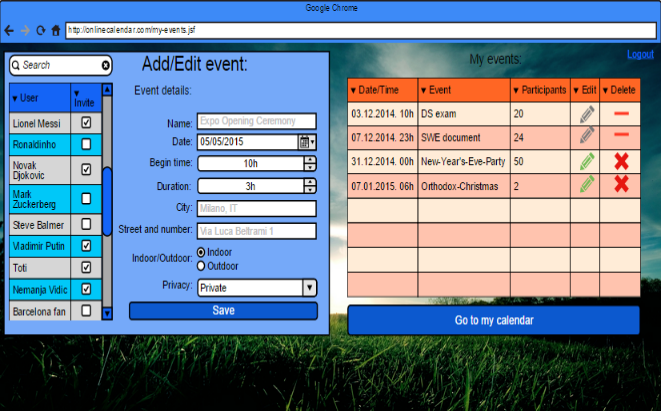 Google Chrome
http://onlinecalendar.com/my-events.jsf
Logout
Search
Add/Edit event:
My events:
User
Invite
Lionel Messi
Ronaldinho
Novak
Djokovic
Mark
Zuckerberg
Steve Balmer
Vladimir Putin
Toti
Nemanja Vidic
Barcelona fan
Event details:
Name: Expo Opening Ceremony
Date: 05/05/2015
Begin time: 10h
Duration: 3h
City: Milano, IT
Street and number: Via Luca Beltrami 1
Indoor/Outdoor: Indoor
Outdoor
Privacy: Private
Save
Date/Time Event Participants Edit Delete
03.12.2014. 10h DS exam 20
07.12.2014. 23h SWE document 24
31.12.2014. 00h New-Year's-Eve-Party 50
07.01.2015. 06h Orthodox-Christmas 2
Go to my calendar